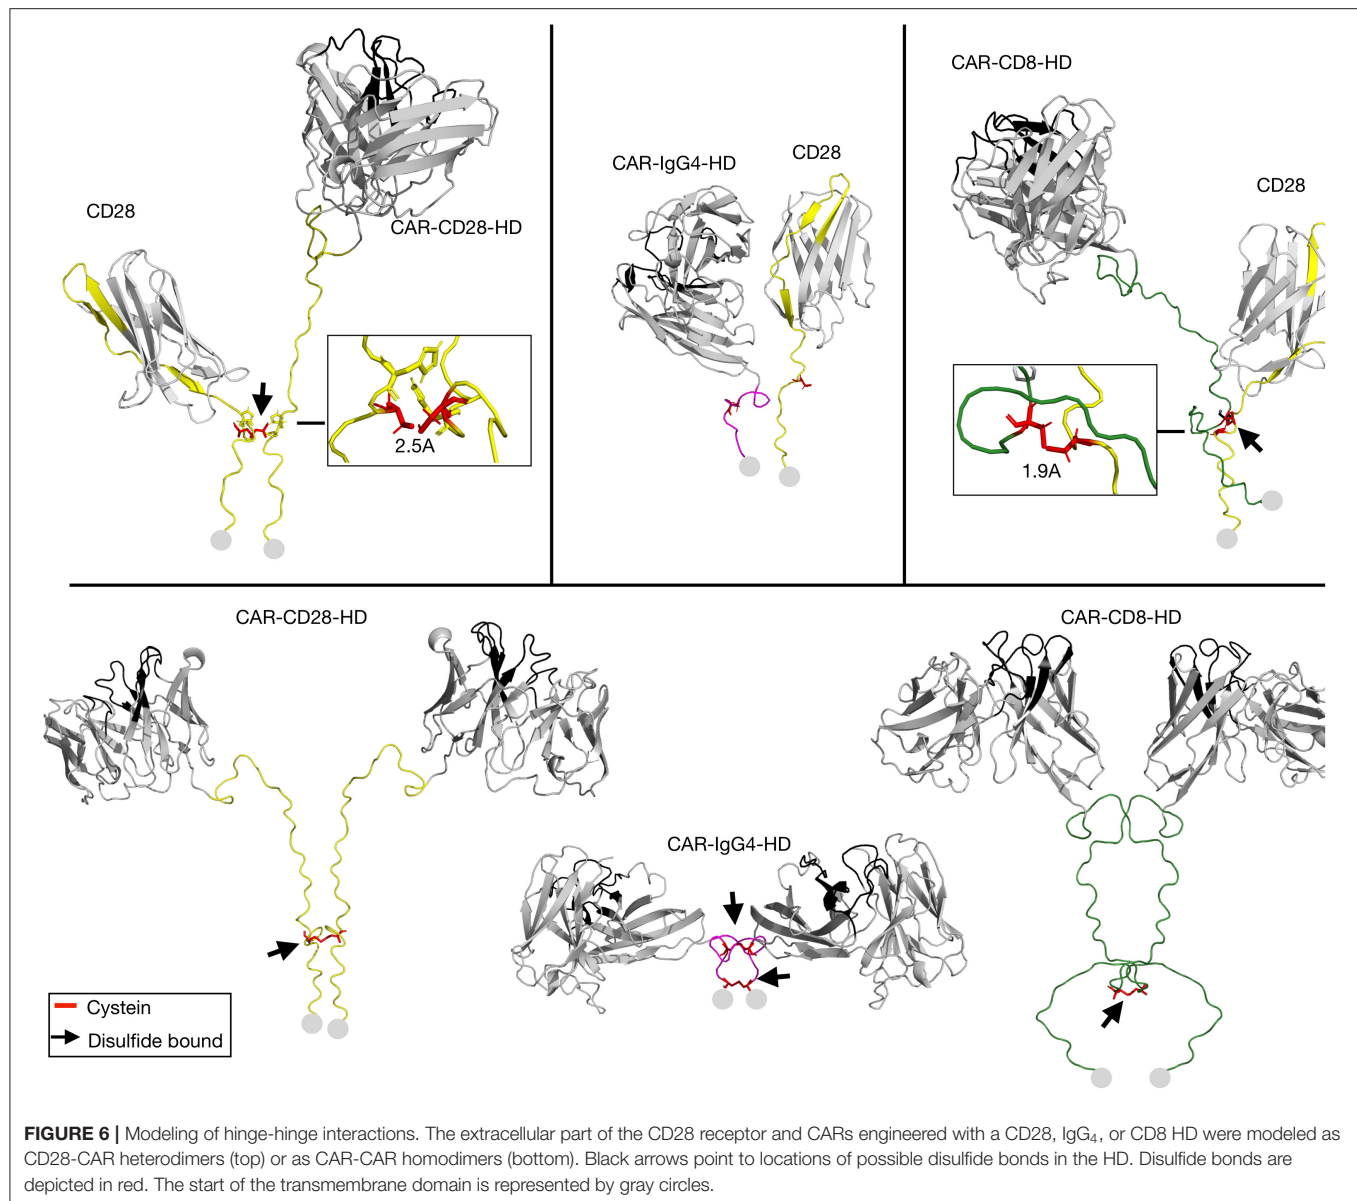 CAR-CD8-HD
CD28
CAR-IgG4-HD
CD28
CD28
CAR-CD28-HD
2.5A
1.9A
CAR-CD28-HD
CAR-CD8-HD
CAR-IgG4-HD
Cystein
Disulfide bound
FIGURE 6 | Modeling of hinge-hinge interactions. The extracellular part of the CD28 receptor and CARs engineered with a CD28, IgG₄, or CD8 HD were modeled as
CD28-CAR heterodimers (top) or as CAR-CAR homodimers (bottom). Black arrows point to locations of possible disulfide bonds in the HD. Disulfide bonds are
depicted in red. The start of the transmembrane domain is represented by gray circles.